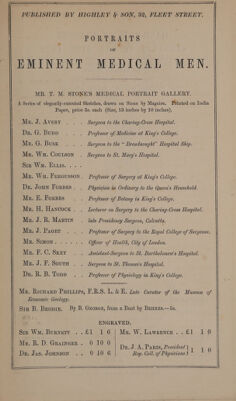 PUBLISHED BY HIGHLEY & SON, 32, FLEET STREET.
PORTRAITS
OF
EMINENT MEDICAL MEN.
MR. T. M. STONE'S MEDICAL PORTRAIT GALLERY.
A Series of elegantly-executed Sketches, drawn on Stone by Maguire. Printed on India
Paper, price 5s. each (Size, 15 inches by 10 inches).
Mr. J. Avery . . Surgeon to the Charing-Cross Hospital.
Dr. G. Budd . . . Professor of Medicine at King's College.
Mr. G. Busk . . . Surgeon to the "Dreadnought" Hospital Ship.
Mr. Wm. Coulson . Surgeon to St. Mary's Hospital.
Sir Wm. Ellis. . . .
Mr. Wm. Fergusson . Professor of Surgery at King's College.
Dr. John Forbes . Physician in Ordinary to the Queen's Household.
Mr. E. Forbes . . Professor of Botany in King's College.
Mr. H. Hancock . . Lecturer on Surgery to the Charing-Cross Hospital.
Mr. J. R. Martin . late Presidency Surgeon, Calcutta.
Mr. J. Paget . . . Professor of Surgery to the Royal College of Surgeons.
Mr. Simon . . . . . Officer of Health, City of London.
Mr. F. C. Skey . . Assistant-Surgeon to St. Bartholomew's Hospital.
Mr. J. F. South . . Surgeon to St. Thomas's Hospital.
Dr. R. B. Todd . . Professor of Physiology in King's College.
Mr. Richard Phillips, F.R.S. L. & E. Late Curator of the Museum of
Economic Geology.
Sir B. Brodie. By B. George, from a Bust by Behnes.—5s.
ENGRAVED.
Sir Wm. Burnett . . £1 1 6
Mr. R. D. Grainger . 0 10 6
Dr. Jas. Johnson . . 0 10 6
Mr. W. Lawrence . . £1 1 0
Dr. J. A. Paris, President
Roy. Coll. of Physicians } 1 1 0